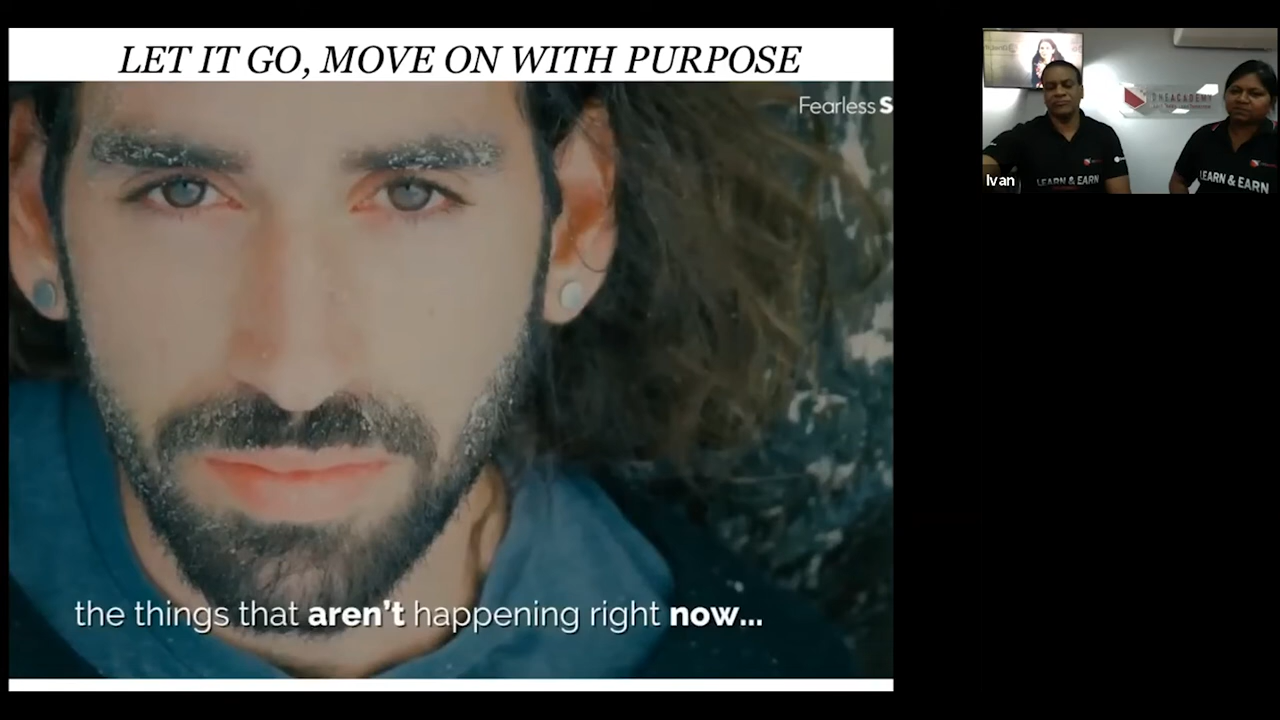 LET IT GO, MOVE ON WITH PURPOSE
Fearless S
the things that aren't happening right now...
Ivan
LEARN & EARN
LEARN & EARN